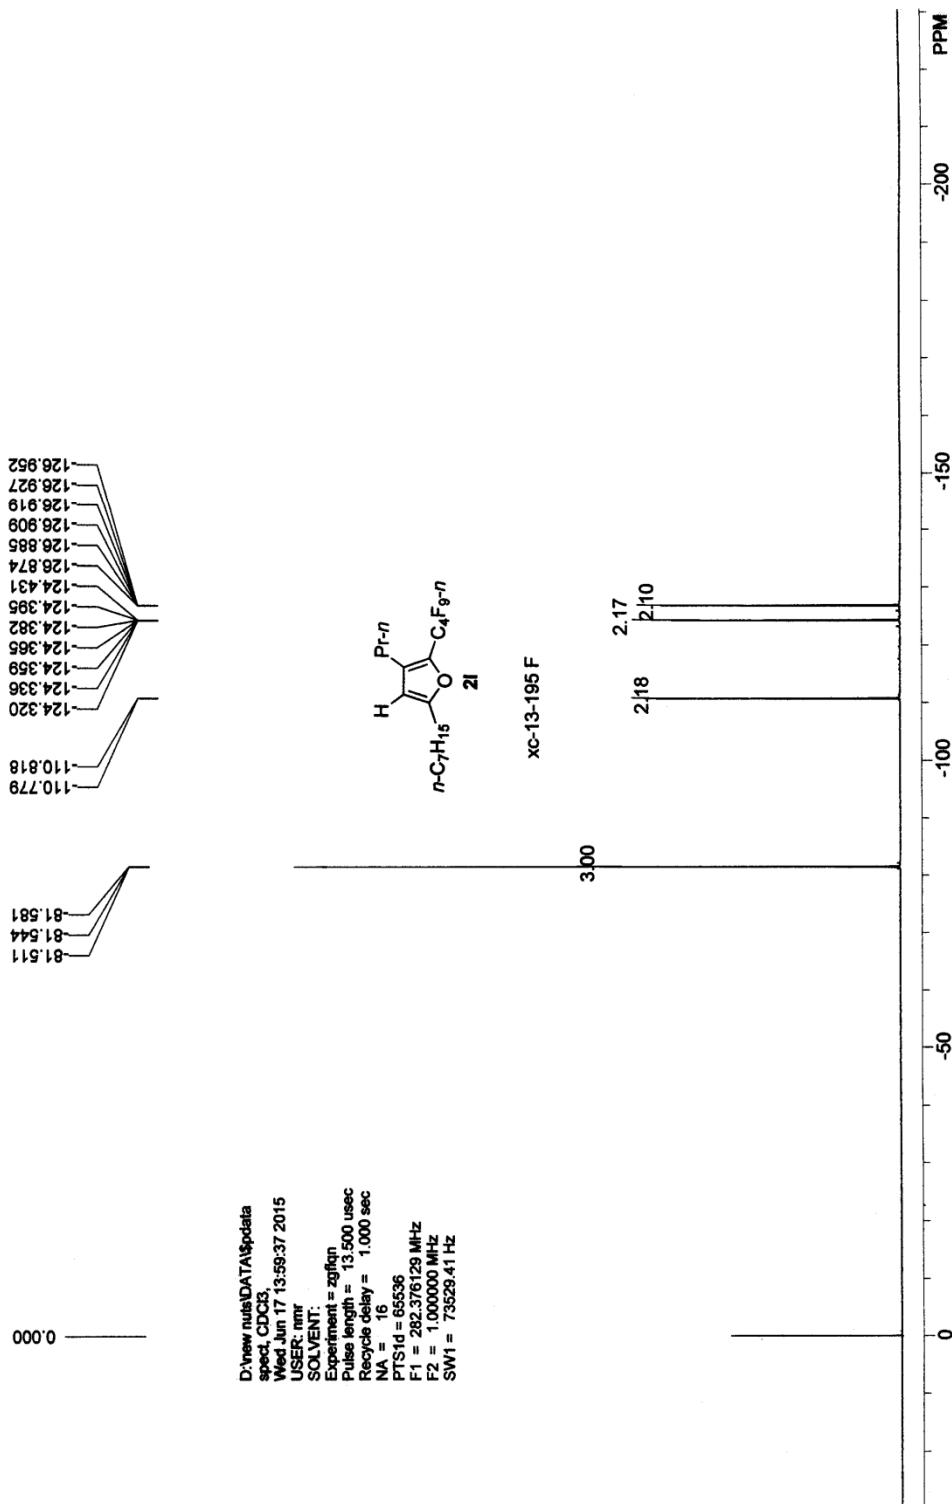 0.000
-81.511
-81.544
-81.581
-110.779
-110.818
-124.320
-124.336
-124.359
-124.365
-124.382
-124.395
-124.431
-126.874
-126.885
-126.909
-126.919
-126.927
-126.952
D:\new nuts\DATA\$pdata
spect, CDCl3,
Wed Jun 17 13:59:37 2015
USER: nmr
SOLVENT:
Experiment = zgflqn
Pulse length = 13.500 usec
Recycle delay = 1.000 sec
NA = 16
PTS1d = 65536
F1 = 282.376129 MHz
F2 = 1.000000 MHz
SW1 = 73529.41 Hz
H
Pr-n
n-C7H15
O
C4F9-n
2l
xc-13-195 F
3.00
2.18
2.17
2.10
0
-50
-100
-150
-200
PPM